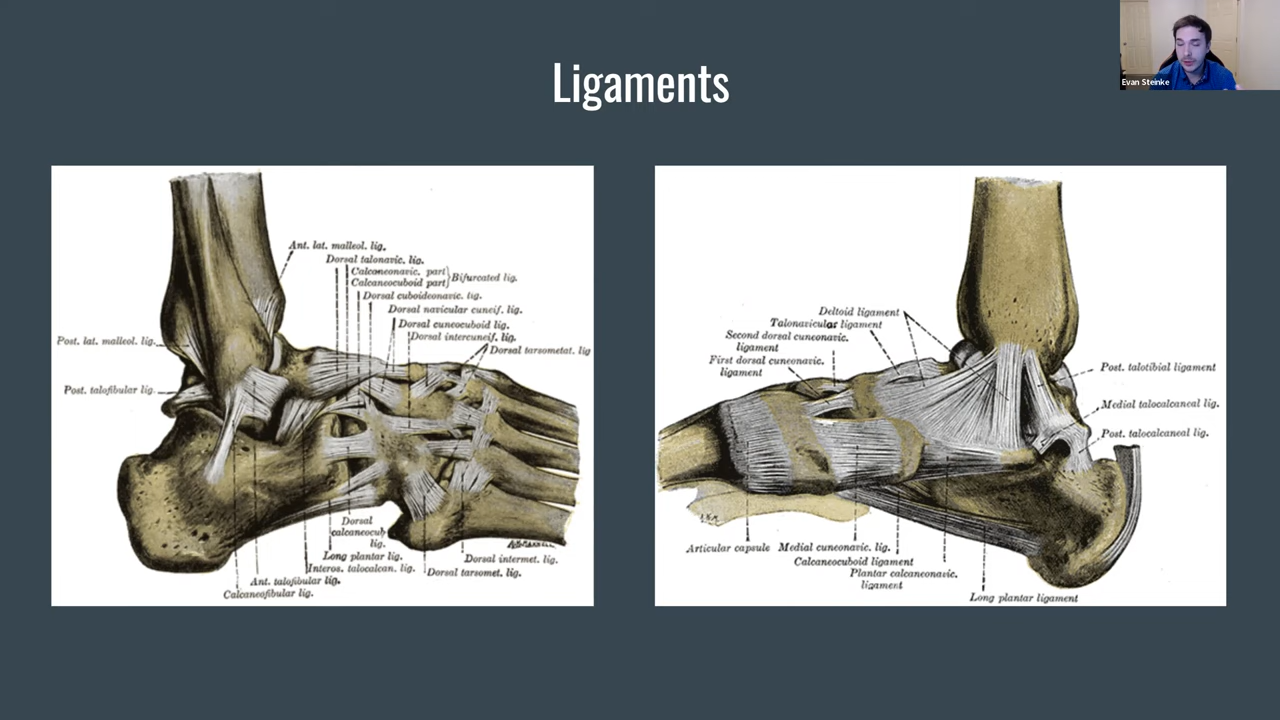 Evan Steinke
Ligaments
Ant. lat. malleol. lig.
Dorsal talonavic. lig.
Calcaneonavic. part
Calcaneocuboid part
Bifurcated lig.
Dorsal cuboideonavic. lig.
Dorsal navicular cuneif. lig.
Dorsal cuneocuboid lig.
Dorsal intercuneif. lig.
Dorsal tarsometat. lig
Post. lat. malleol. lig.
Post. talofibular lig.
Dorsal
calcaneocub
lig.
Long plantar lig.
Interos. talocalcan. lig.
Ant. talofibular lig.
Calcaneofibular lig.
Dorsal intermet. lig.
Dorsal tarsomet. lig.
Deltoid ligament
Talonavicular ligament
Second dorsal cuneonavic.
ligament
First dorsal cuneonavic.
ligament
Post. talotibial ligament
Medial talocalcaneal lig.
Post. talocalcaneal lig.
Articular capsule
Medial cuneonavic. lig.
Calcaneocuboid ligament
Plantar calcaneonavic.
ligament
Long plantar ligament